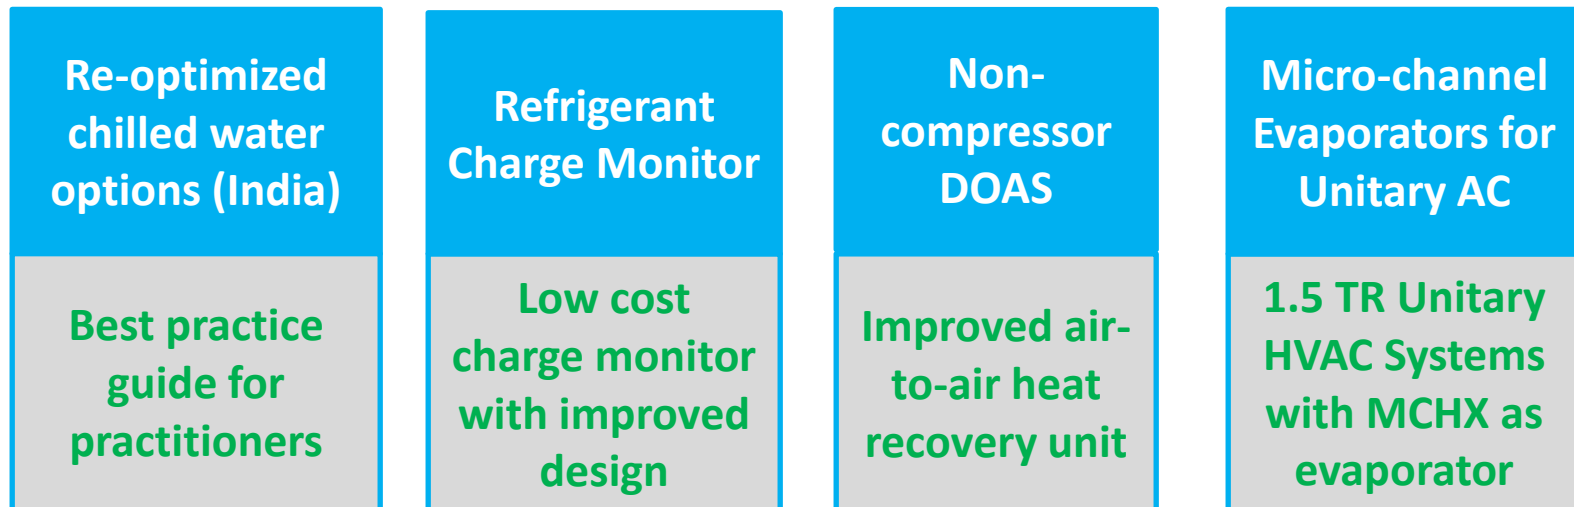 Re-optimized
chilled water
options (India)
Best practice
guide for
practitioners
Refrigerant
Charge Monitor
Low cost
charge monitor
with improved
design
Non-
compressor
DOAS
Improved air-
to-air heat
recovery unit
Micro-channel
Evaporators for
Unitary AC
1.5 TR Unitary
HVAC Systems
with MCHX as
evaporator